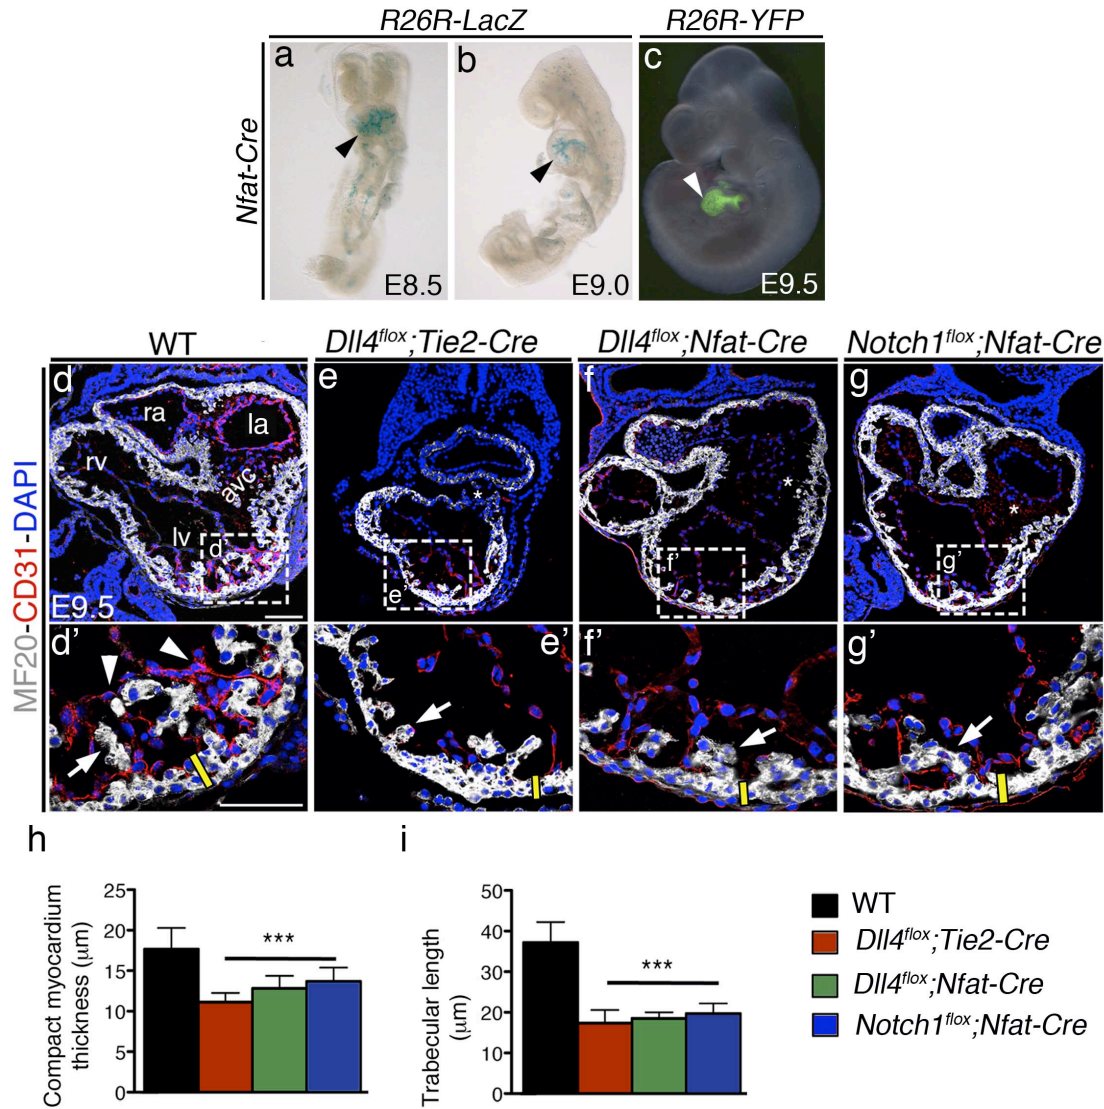 R26R-LacZ R26R-YFP
Nfat-Cre
a b c
E8.5 E9.0 E9.5
WT Dll4flox;Tie2-Cre Dll4flox;Nfat-Cre Notch1flox;Nfat-Cre
MF20-CD31-DAPI
d e f g
ra la
rv avc
lv
* * *
d' e' f' g'
E9.5
d' e' f' g'
h i
Compact myocardium
thickness (μm)
25
20
15
10
5
0
***
Trabecular length
(μm)
50
40
30
20
10
0
***
WT
Dll4flox;Tie2-Cre
Dll4flox;Nfat-Cre
Notch1flox;Nfat-Cre